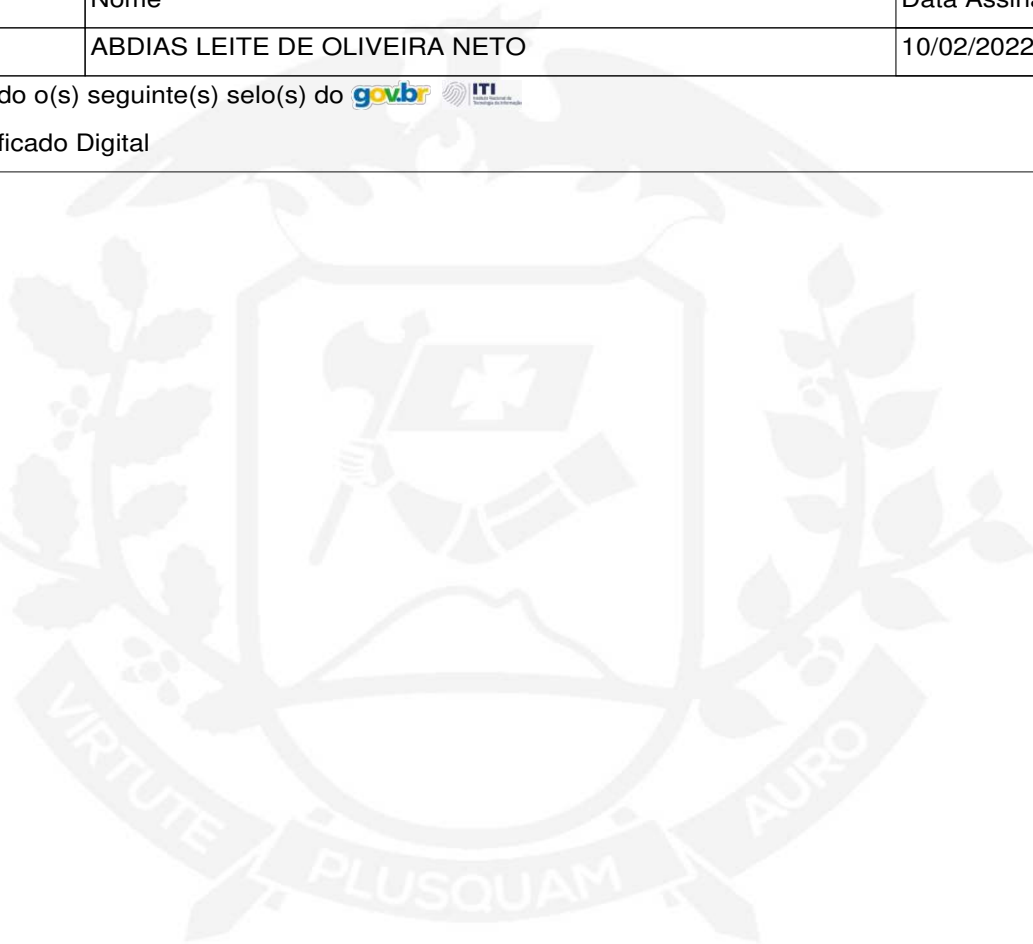 Nome
Data Assin
ABDIAS LEITE DE OLIVEIRA NETO
10/02/2022
do o(s) seguinte(s) selo(s) do gov.br ITI
ficado Digital
VIRTUTE PLUSQUAM AURO